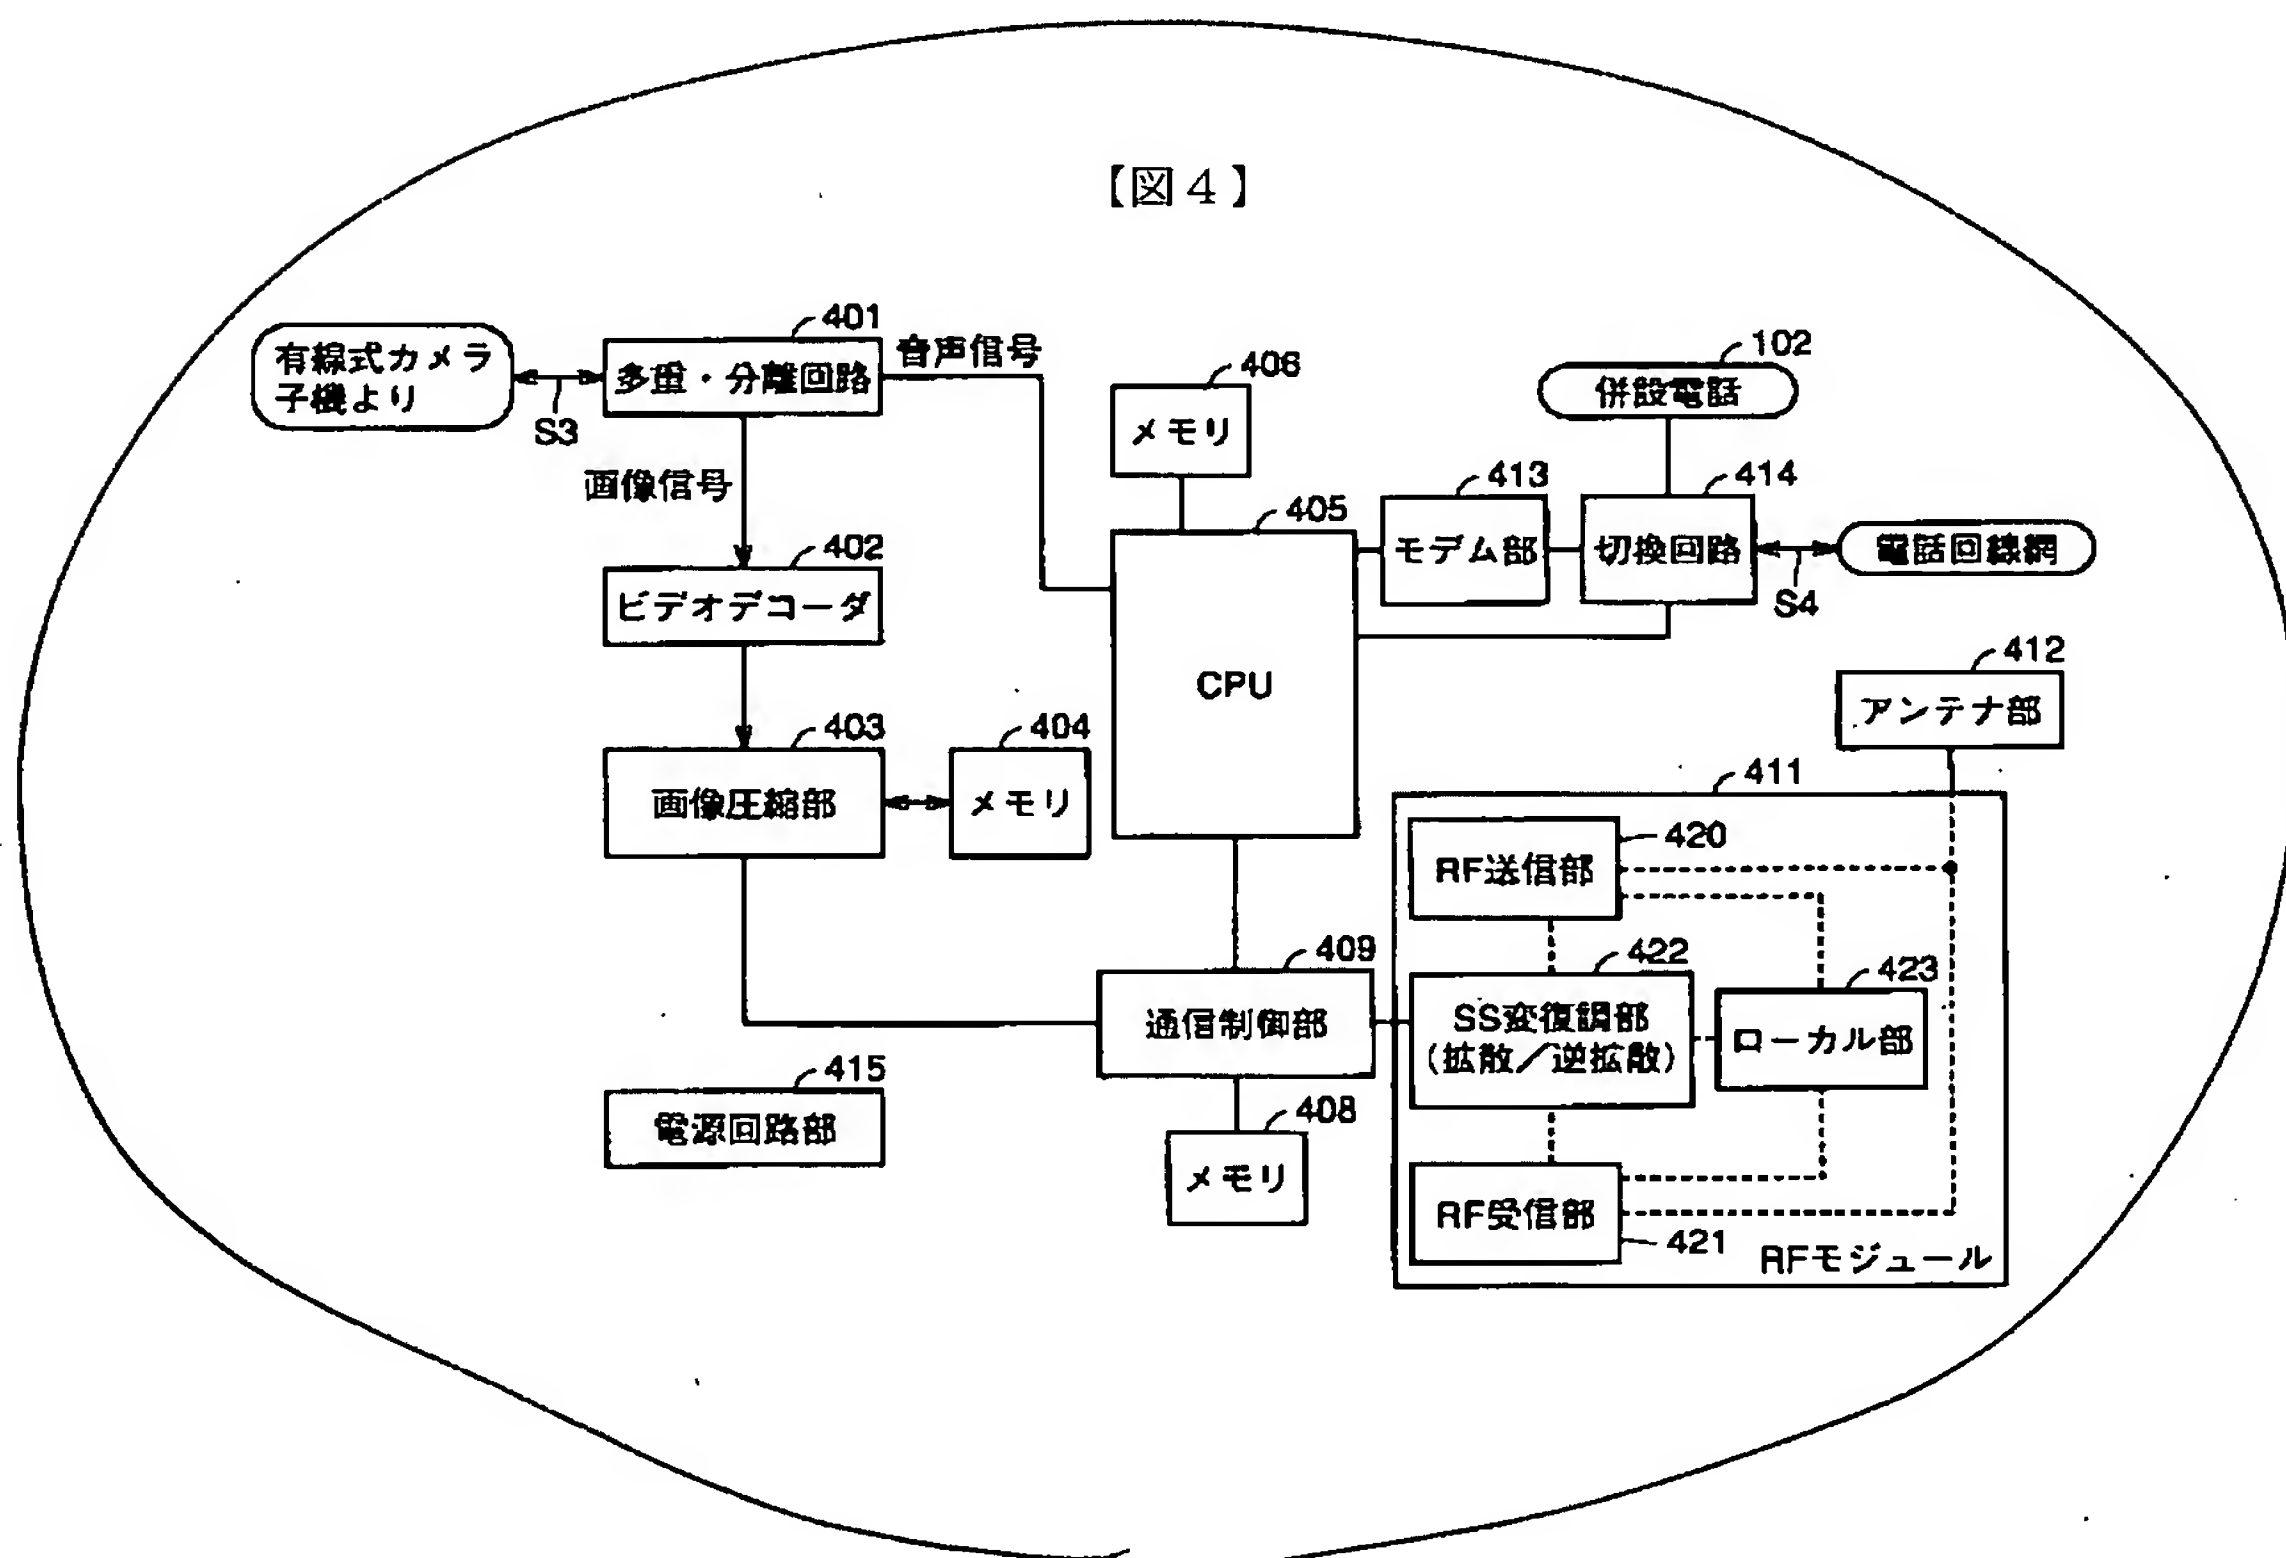 【図4】
401
有線式カメラ
子機より
S3
多重・分離回路
音声信号
画像信号
402
ビデオデコーダ
403
画像圧縮部
404
メモリ
406
メモリ
405
CPU
102
併設電話
413
モデム部
414
切換回路
S4
電話回線網
412
アンテナ部
411
420
RF送信部
422
SS変復調部
(拡散/逆拡散)
423
ローカル部
RF受信部
421
RFモジュール
409
通信制御部
408
メモリ
415
電源回路部